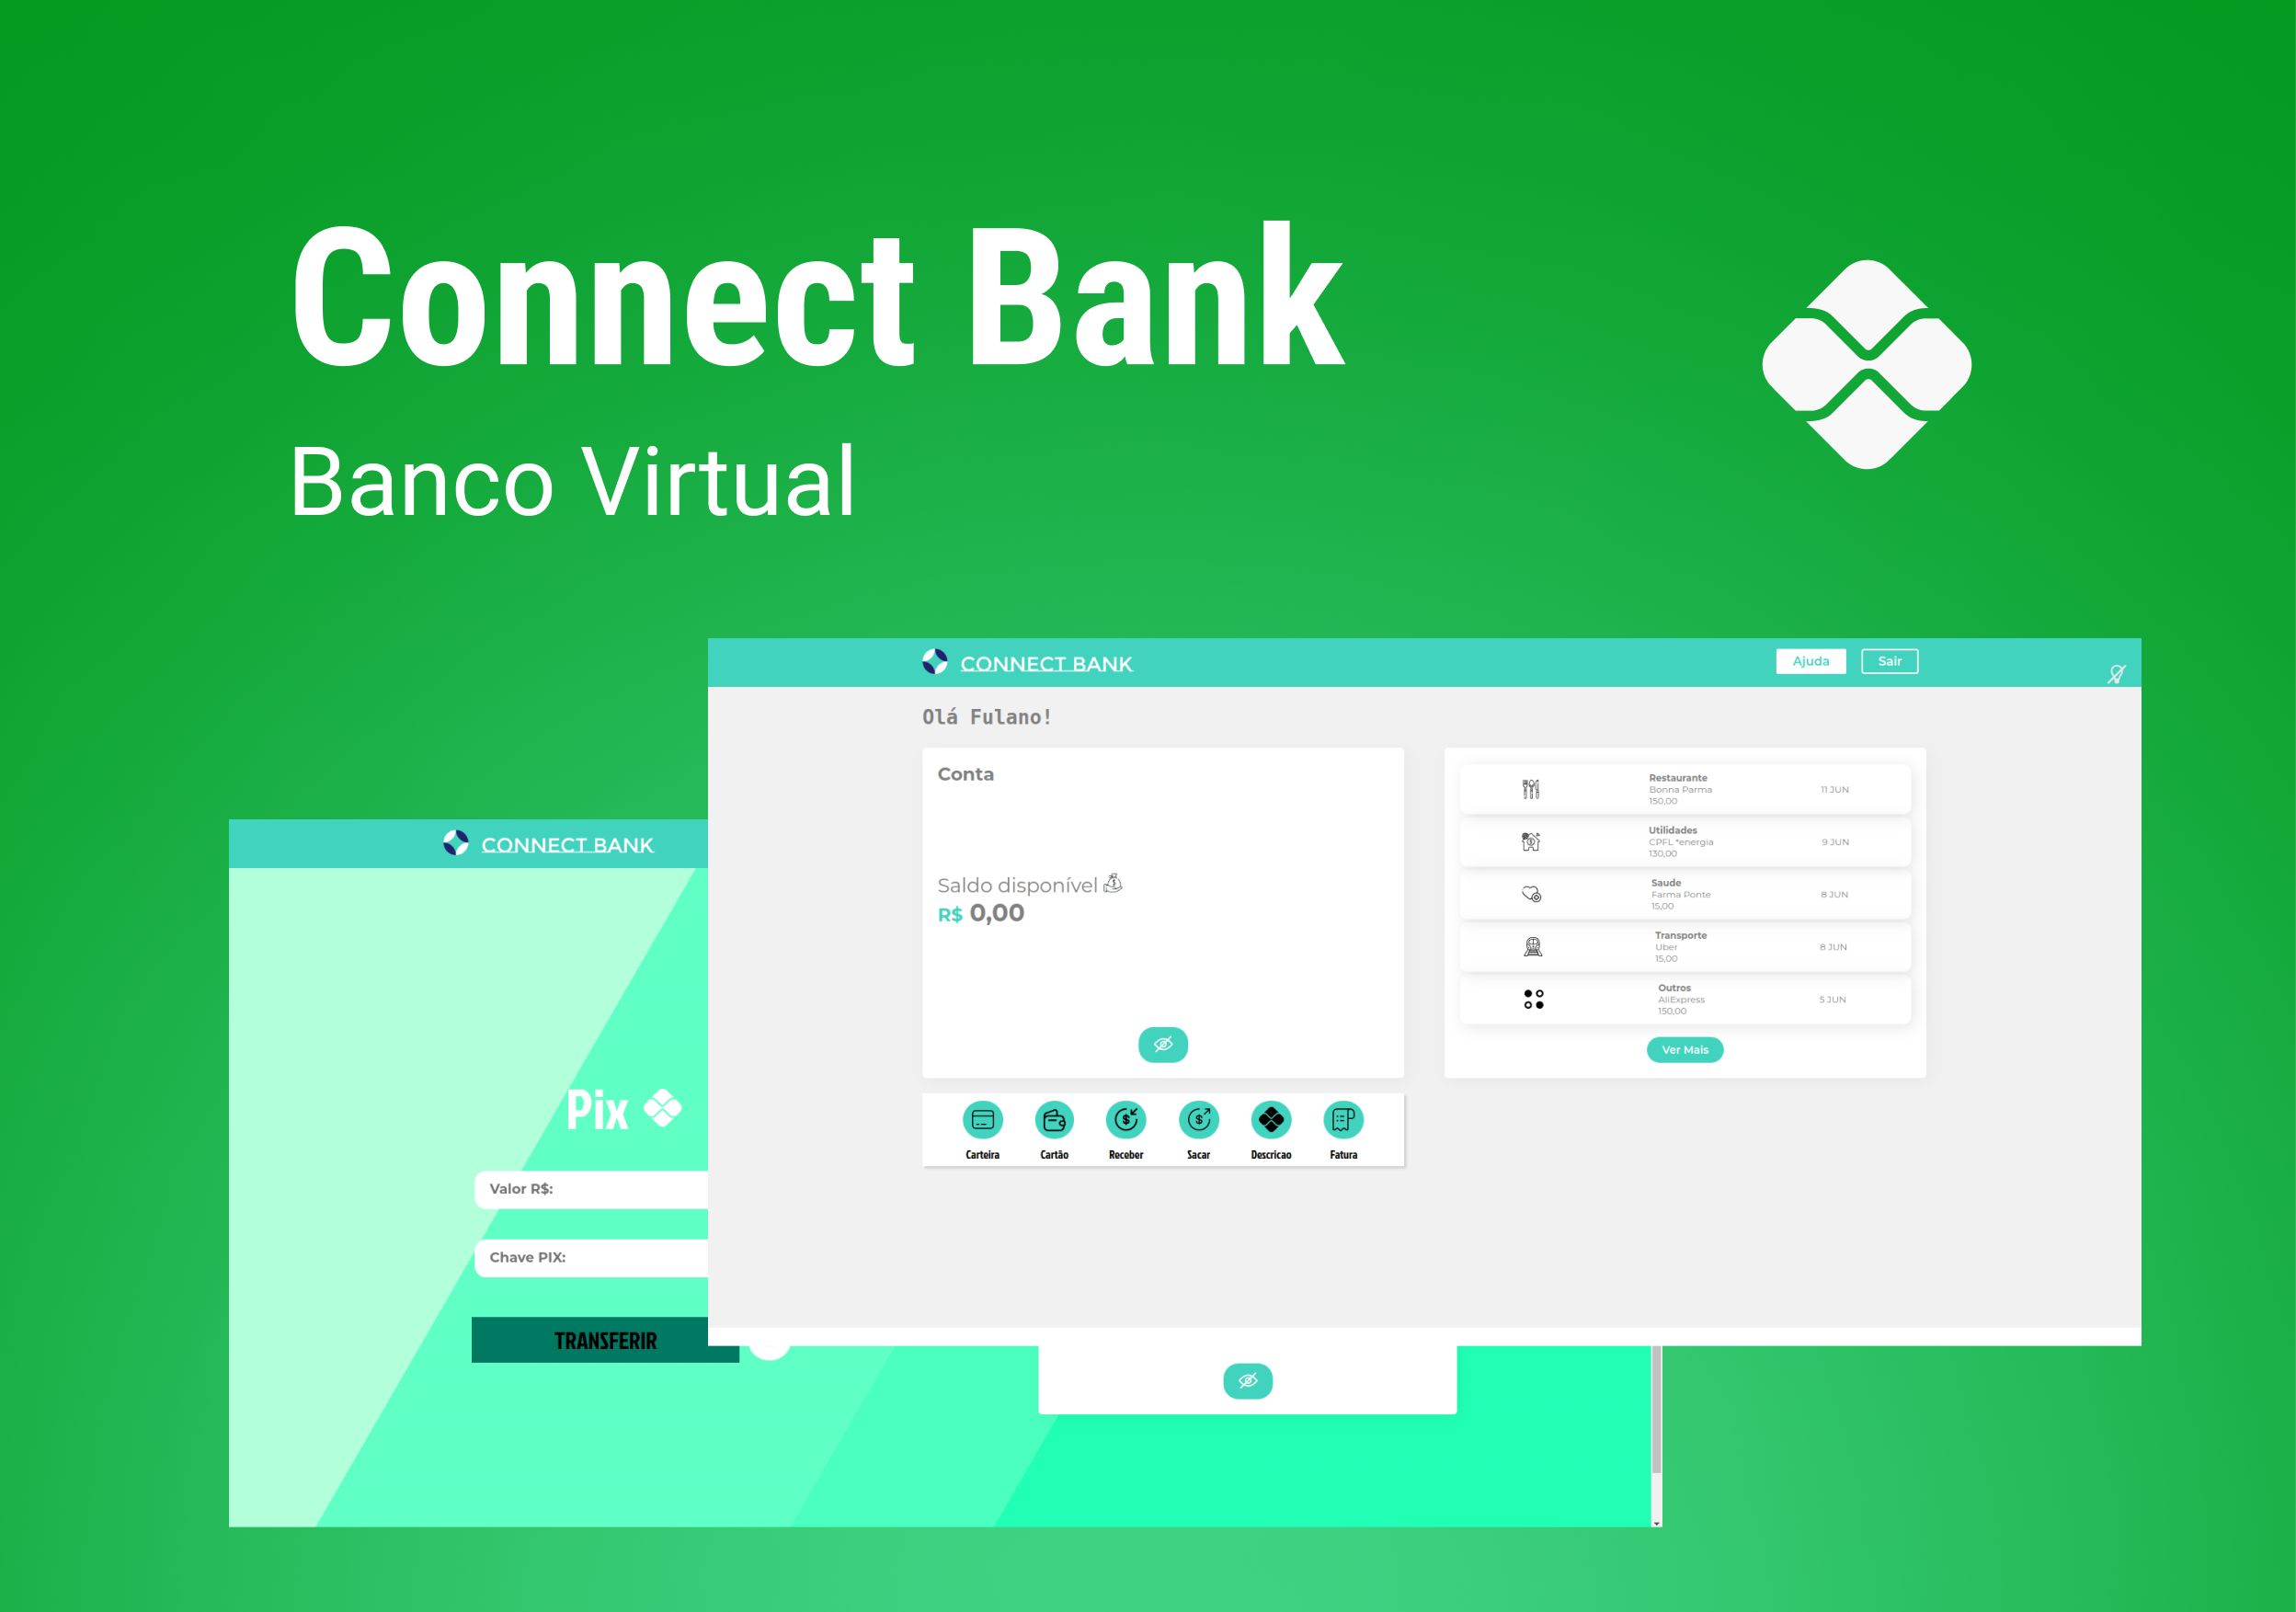 Connect Bank
Banco Virtual
CONNECT BANK
Ajuda
Sair
Olá Fulano!
Conta
Saldo disponível
R$ 0,00
Restaurante
Bonna Parma
150,00
11 JUN
Utilidades
CPFL *energia
130,00
9 JUN
Saude
Farma Ponte
15,00
8 JUN
Transporte
Uber
15,00
8 JUN
Outros
AliExpress
150,00
5 JUN
Ver Mais
Carteira
Cartão
Receber
Sacar
Descricao
Fatura
CONNECT BANK
Pix
Valor R$:
Chave PIX:
TRANSFERIR